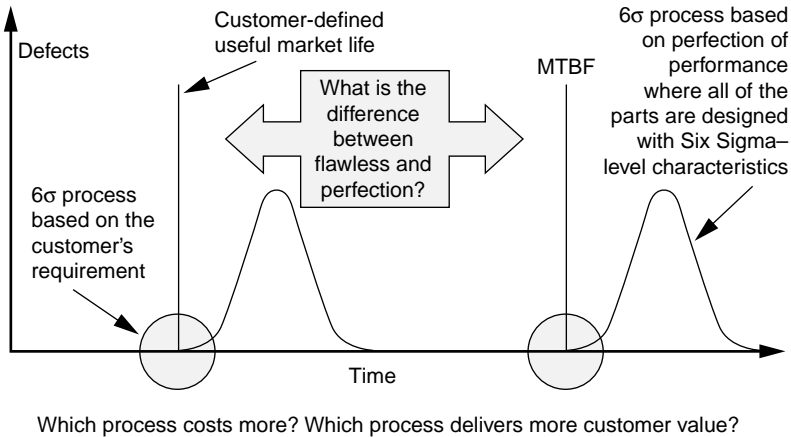 Defects
Customer-defined
useful market life
6σ process based
on perfection of
performance
where all of the
parts are designed
with Six Sigma–
level characteristics
MTBF
What is the
difference
between
flawless and
perfection?
6σ process
based on the
customer's
requirement
Time
Which process costs more? Which process delivers more customer value?